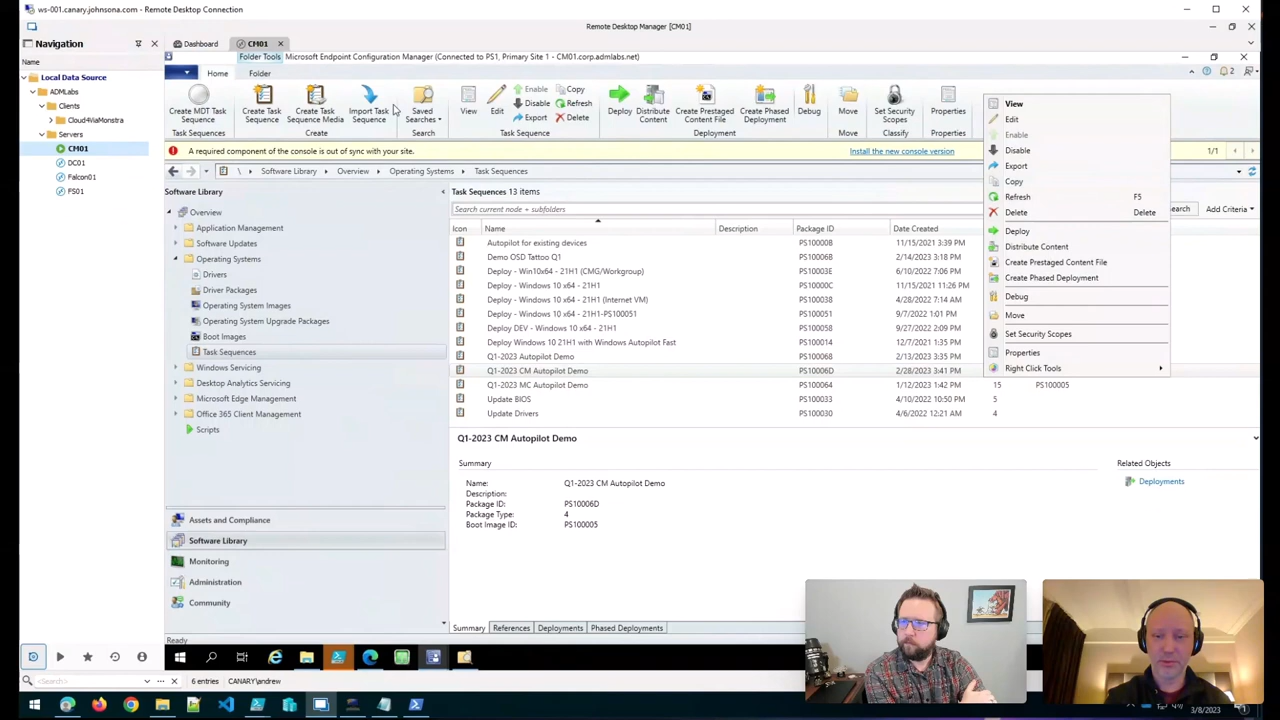 ws-001.canary.johnsona.com - Remote Desktop Connection
Remote Desktop Manager [CM01]
Navigation
Name
Local Data Source
ADMLabs
Clients
Cloud4ViaMonstra
Servers
CM01
DC01
Falcon01
FS01
Dashboard
CM01
Folder Tools
Microsoft Endpoint Configuration Manager (Connected to PS1, Primary Site 1 - CM01.corp.admlabs.net)
Home
Folder
Create MDT Task Sequence
Create Task Sequence
Create Task Sequence Media
Import Task Sequence
Saved Searches
View
Edit
Enable
Disable
Export
Copy
Refresh
Delete
Deploy
Distribute Content
Create Prestaged Content File
Create Phased Deployment
Debug
Move
Set Security Scopes
Properties
Task Sequences
Create
Search
Task Sequence
Deployment
Move
Classify
Properties
A required component of the console is out of sync with your site.
Install the new console version
1/1
\
Software Library
Overview
Operating Systems
Task Sequences
Software Library
Overview
Application Management
Software Updates
Operating Systems
Drivers
Driver Packages
Operating System Images
Operating System Upgrade Packages
Boot Images
Task Sequences
Windows Servicing
Desktop Analytics Servicing
Microsoft Edge Management
Office 365 Client Management
Scripts
Assets and Compliance
Software Library
Monitoring
Administration
Community
Task Sequences 13 items
Search current node + subfolders
Search
Add Criteria
Icon Name Description Package ID Date Created
Autopilot for existing devices PS10000B 11/15/2021 3:39 PM
Demo OSD Tattoo Q1 PS10006C 2/14/2023 3:18 PM
Deploy - Win10x64 - 21H1 (CMG/Workgroup) PS10003E 6/10/2022 7:06 PM
Deploy - Windows 10 x64 - 21H1 PS10000C 11/15/2021 11:26 PM
Deploy - Windows 10 x64 - 21H1 (Internet VM) PS100038 4/28/2022 7:14 AM
Deploy - Windows 10 x64 - 21H1-PS100051 PS100051 9/7/2022 1:01 PM
Deploy DEV - Windows 10 x64 - 21H1 PS100058 9/27/2022 2:09 PM
Deploy Windows 10 21H1 with Windows Autopilot Fast PS100014 12/7/2021 1:35 PM
Q1-2023 Autopilot Demo PS100068 2/13/2023 3:35 PM
Q1-2023 CM Autopilot Demo PS10006D 2/28/2023 3:41 PM
Q1-2023 MC Autopilot Demo PS100064 1/12/2023 1:42 PM 15 PS100005
Update BIOS PS100033 4/10/2022 10:50 PM 5
Update Drivers PS100030 4/6/2022 12:21 AM 4
View
Edit
Enable
Disable
Export
Copy
Refresh F5
Delete Delete
Deploy
Distribute Content
Create Prestaged Content File
Create Phased Deployment
Debug
Move
Set Security Scopes
Properties
Right Click Tools
Q1-2023 CM Autopilot Demo
Summary
Name: Q1-2023 CM Autopilot Demo
Description:
Package ID: PS10006D
Package Type: 4
Boot Image ID: PS100005
Related Objects
Deployments
Summary
References
Deployments
Phased Deployments
Ready
<Search>
6 entries
CANARY\andrew
3/8/2023